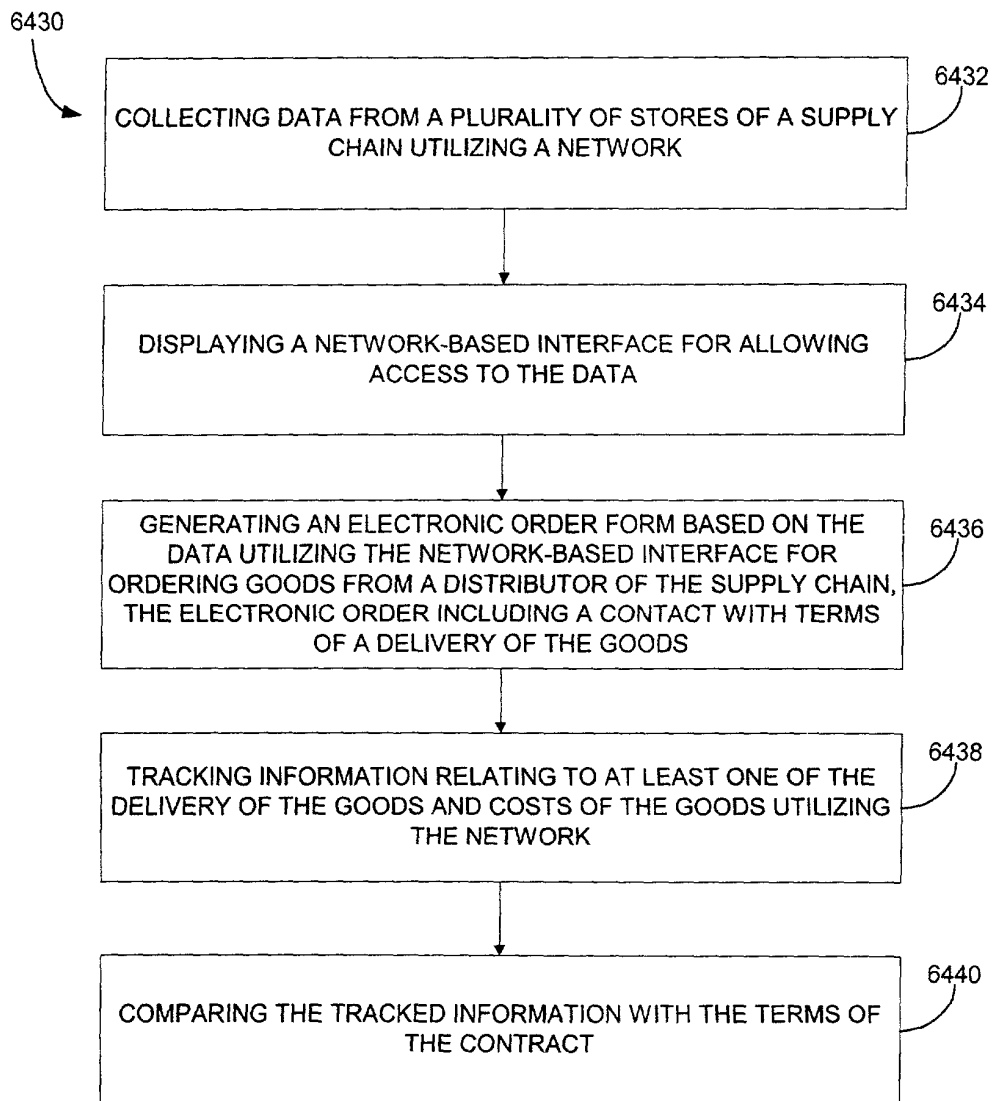 6430
6432
COLLECTING DATA FROM A PLURALITY OF STORES OF A SUPPLY
CHAIN UTILIZING A NETWORK
6434
DISPLAYING A NETWORK-BASED INTERFACE FOR ALLOWING
ACCESS TO THE DATA
6436
GENERATING AN ELECTRONIC ORDER FORM BASED ON THE
DATA UTILIZING THE NETWORK-BASED INTERFACE FOR
ORDERING GOODS FROM A DISTRIBUTOR OF THE SUPPLY CHAIN,
THE ELECTRONIC ORDER INCLUDING A CONTACT WITH TERMS
OF A DELIVERY OF THE GOODS
6438
TRACKING INFORMATION RELATING TO AT LEAST ONE OF THE
DELIVERY OF THE GOODS AND COSTS OF THE GOODS UTILIZING
THE NETWORK
6440
COMPARING THE TRACKED INFORMATION WITH THE TERMS OF
THE CONTRACT